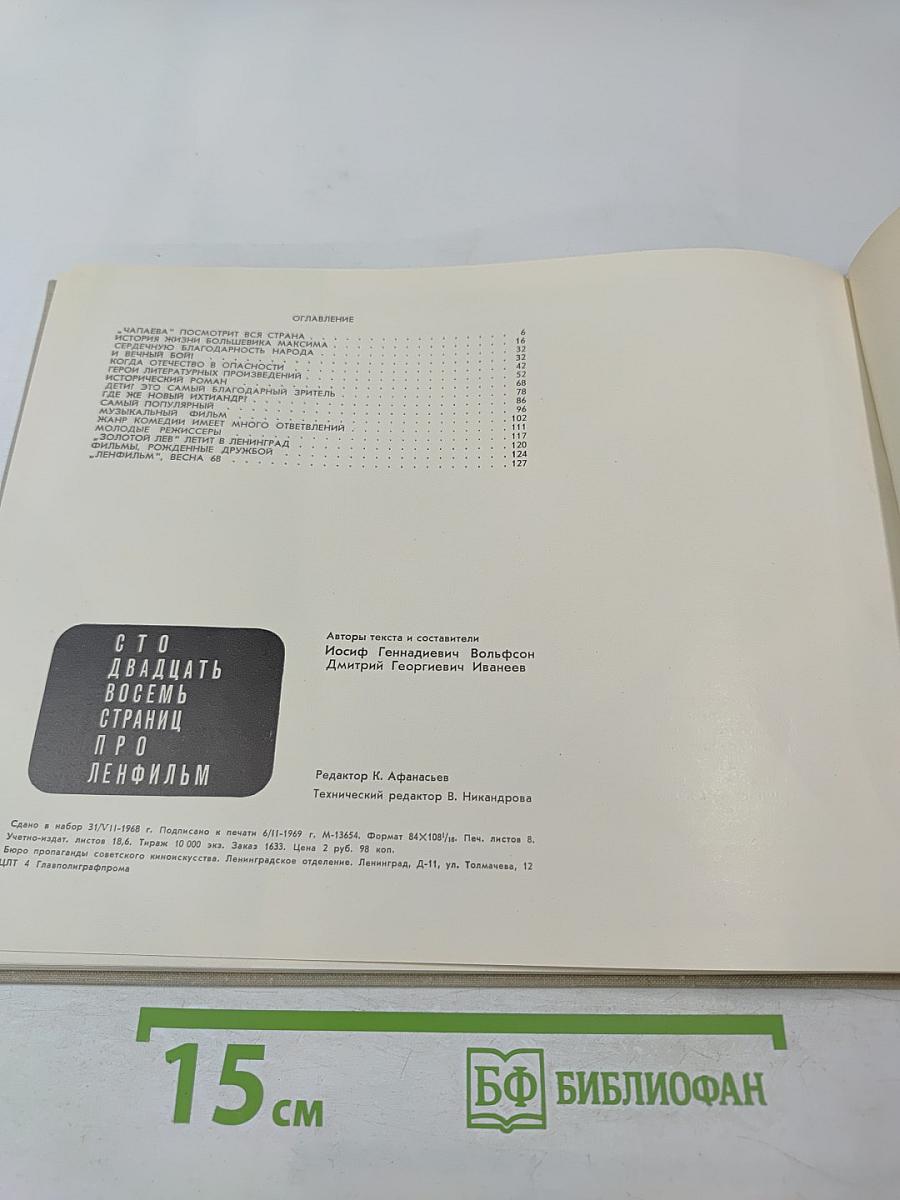 ОГЛАВЛЕНИЕ
„ЧАПАЕВА" ПОСМОТРИТ ВСЯ СТРАНА . . . 6
ИСТОРИЯ ЖИЗНИ БОЛЬШЕВИКА МАКСИМА . . . 16
СЕРДЕЧНУЮ БЛАГОДАРНОСТЬ НАРОДА . . . 32
И ВЕЧНЫЙ БОЙ! . . . 32
КОГДА ОТЕЧЕСТВО В ОПАСНОСТИ . . . 42
ГЕРОИ ЛИТЕРАТУРНЫХ ПРОИЗВЕДЕНИЙ . . . 52
ИСТОРИЧЕСКИЙ РОМАН . . . 68
ДЕТИ? ЭТО САМЫЙ БЛАГОДАРНЫЙ ЗРИТЕЛЬ . . . 78
ГДЕ ЖЕ НОВЫЙ ИХТИАНДР? . . . 86
САМЫЙ ПОПУЛЯРНЫЙ . . . 96
МУЗЫКАЛЬНЫЙ ФИЛЬМ . . . 102
ЖАНР КОМЕДИИ ИМЕЕТ МНОГО ОТВЕТВЛЕНИЙ . . . 111
МОЛОДЫЕ РЕЖИССЕРЫ . . . 117
„ЗОЛОТОЙ ЛЕВ" ЛЕТИТ В ЛЕНИНГРАД . . . 120
ФИЛЬМЫ, РОЖДЕННЫЕ ДРУЖБОЙ . . . 124
„ЛЕНФИЛЬМ", ВЕСНА 68 . . . 127
СТО
ДВАДЦАТЬ
ВОСЕМЬ
СТРАНИЦ
ПРО
ЛЕНФИЛЬМ
Авторы текста и составители
Иосиф Геннадиевич Вольфсон
Дмитрий Георгиевич Иванеев
Редактор К. Афанасьев
Технический редактор В. Никандрова
Сдано в набор 31/VII-1968 г. Подписано к печати 6/II-1969 г. М-13654. Формат 84×108¹/₁₆. Печ. листов 8.
Учетно-издат. листов 18,6. Тираж 10 000 экз. Заказ 1633. Цена 2 руб. 98 коп.
Бюро пропаганды советского киноискусства. Ленинградское отделение. Ленинград, Д-11, ул. Толмачева, 12
ЦЛТ 4 Главполиграфпрома
15 см
БФ БИБЛИОФАН